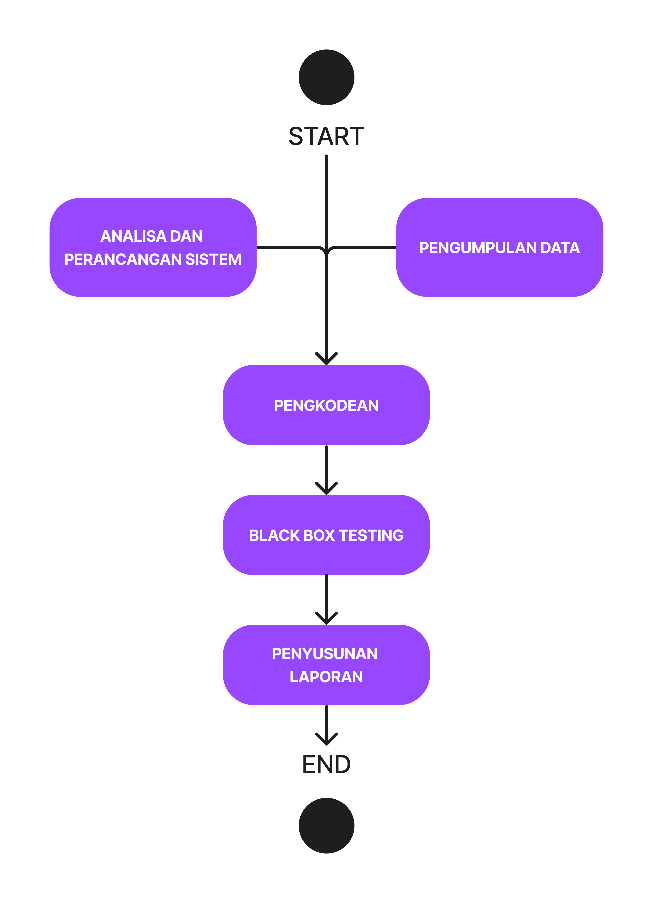 START
ANALISA DAN
PERANCANGAN SISTEM
PENGUMPULAN DATA
PENGKODEAN
BLACK BOX TESTING
PENYUSUNAN
LAPORAN
END